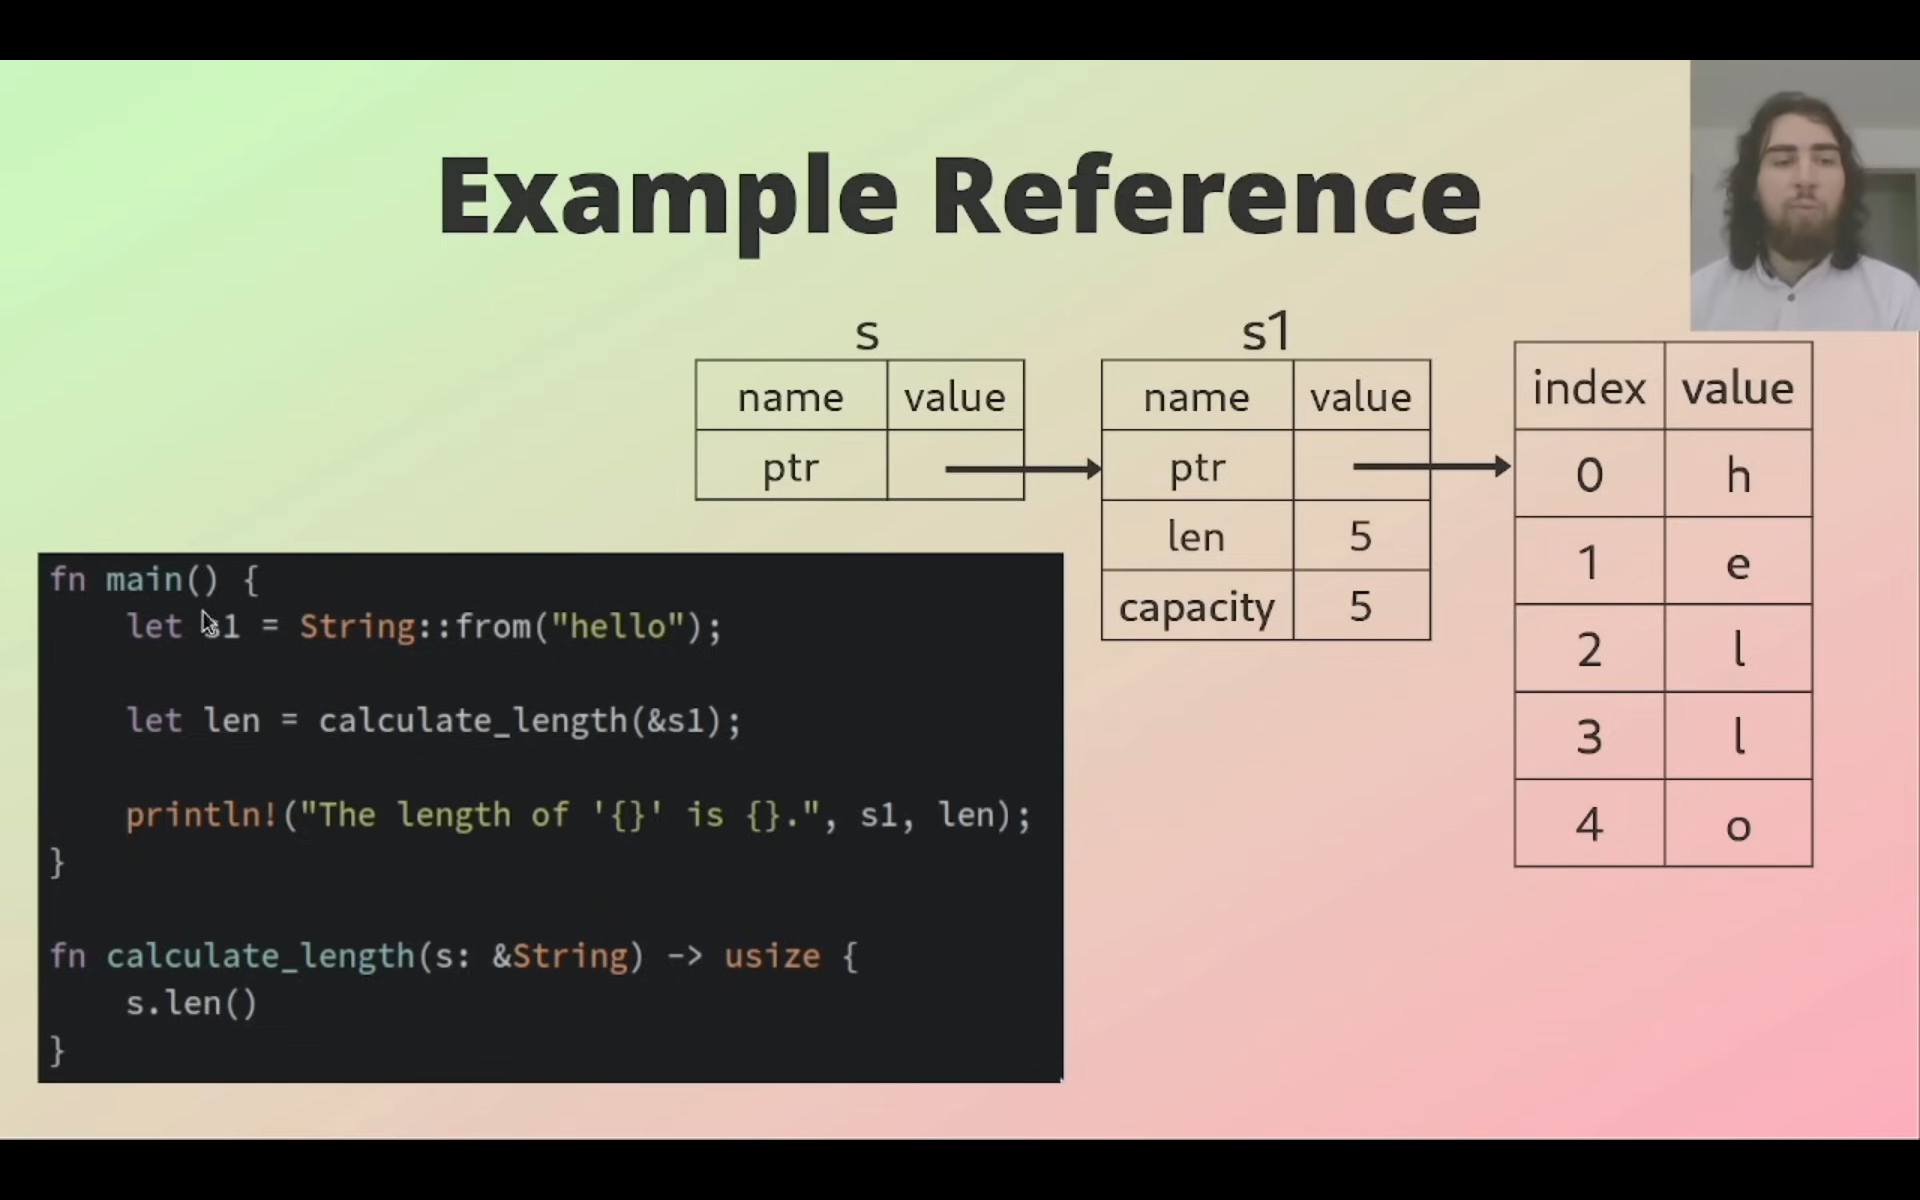 Example Reference
s
name value
ptr
s1
name value
ptr
len 5
capacity 5
index value
0 h
1 e
2 l
3 l
4 o
fn main() {
let s1 = String::from("hello");
let len = calculate_length(&s1);
println!("The length of '{}' is {}.", s1, len);
}
fn calculate_length(s: &String) -> usize {
s.len()
}